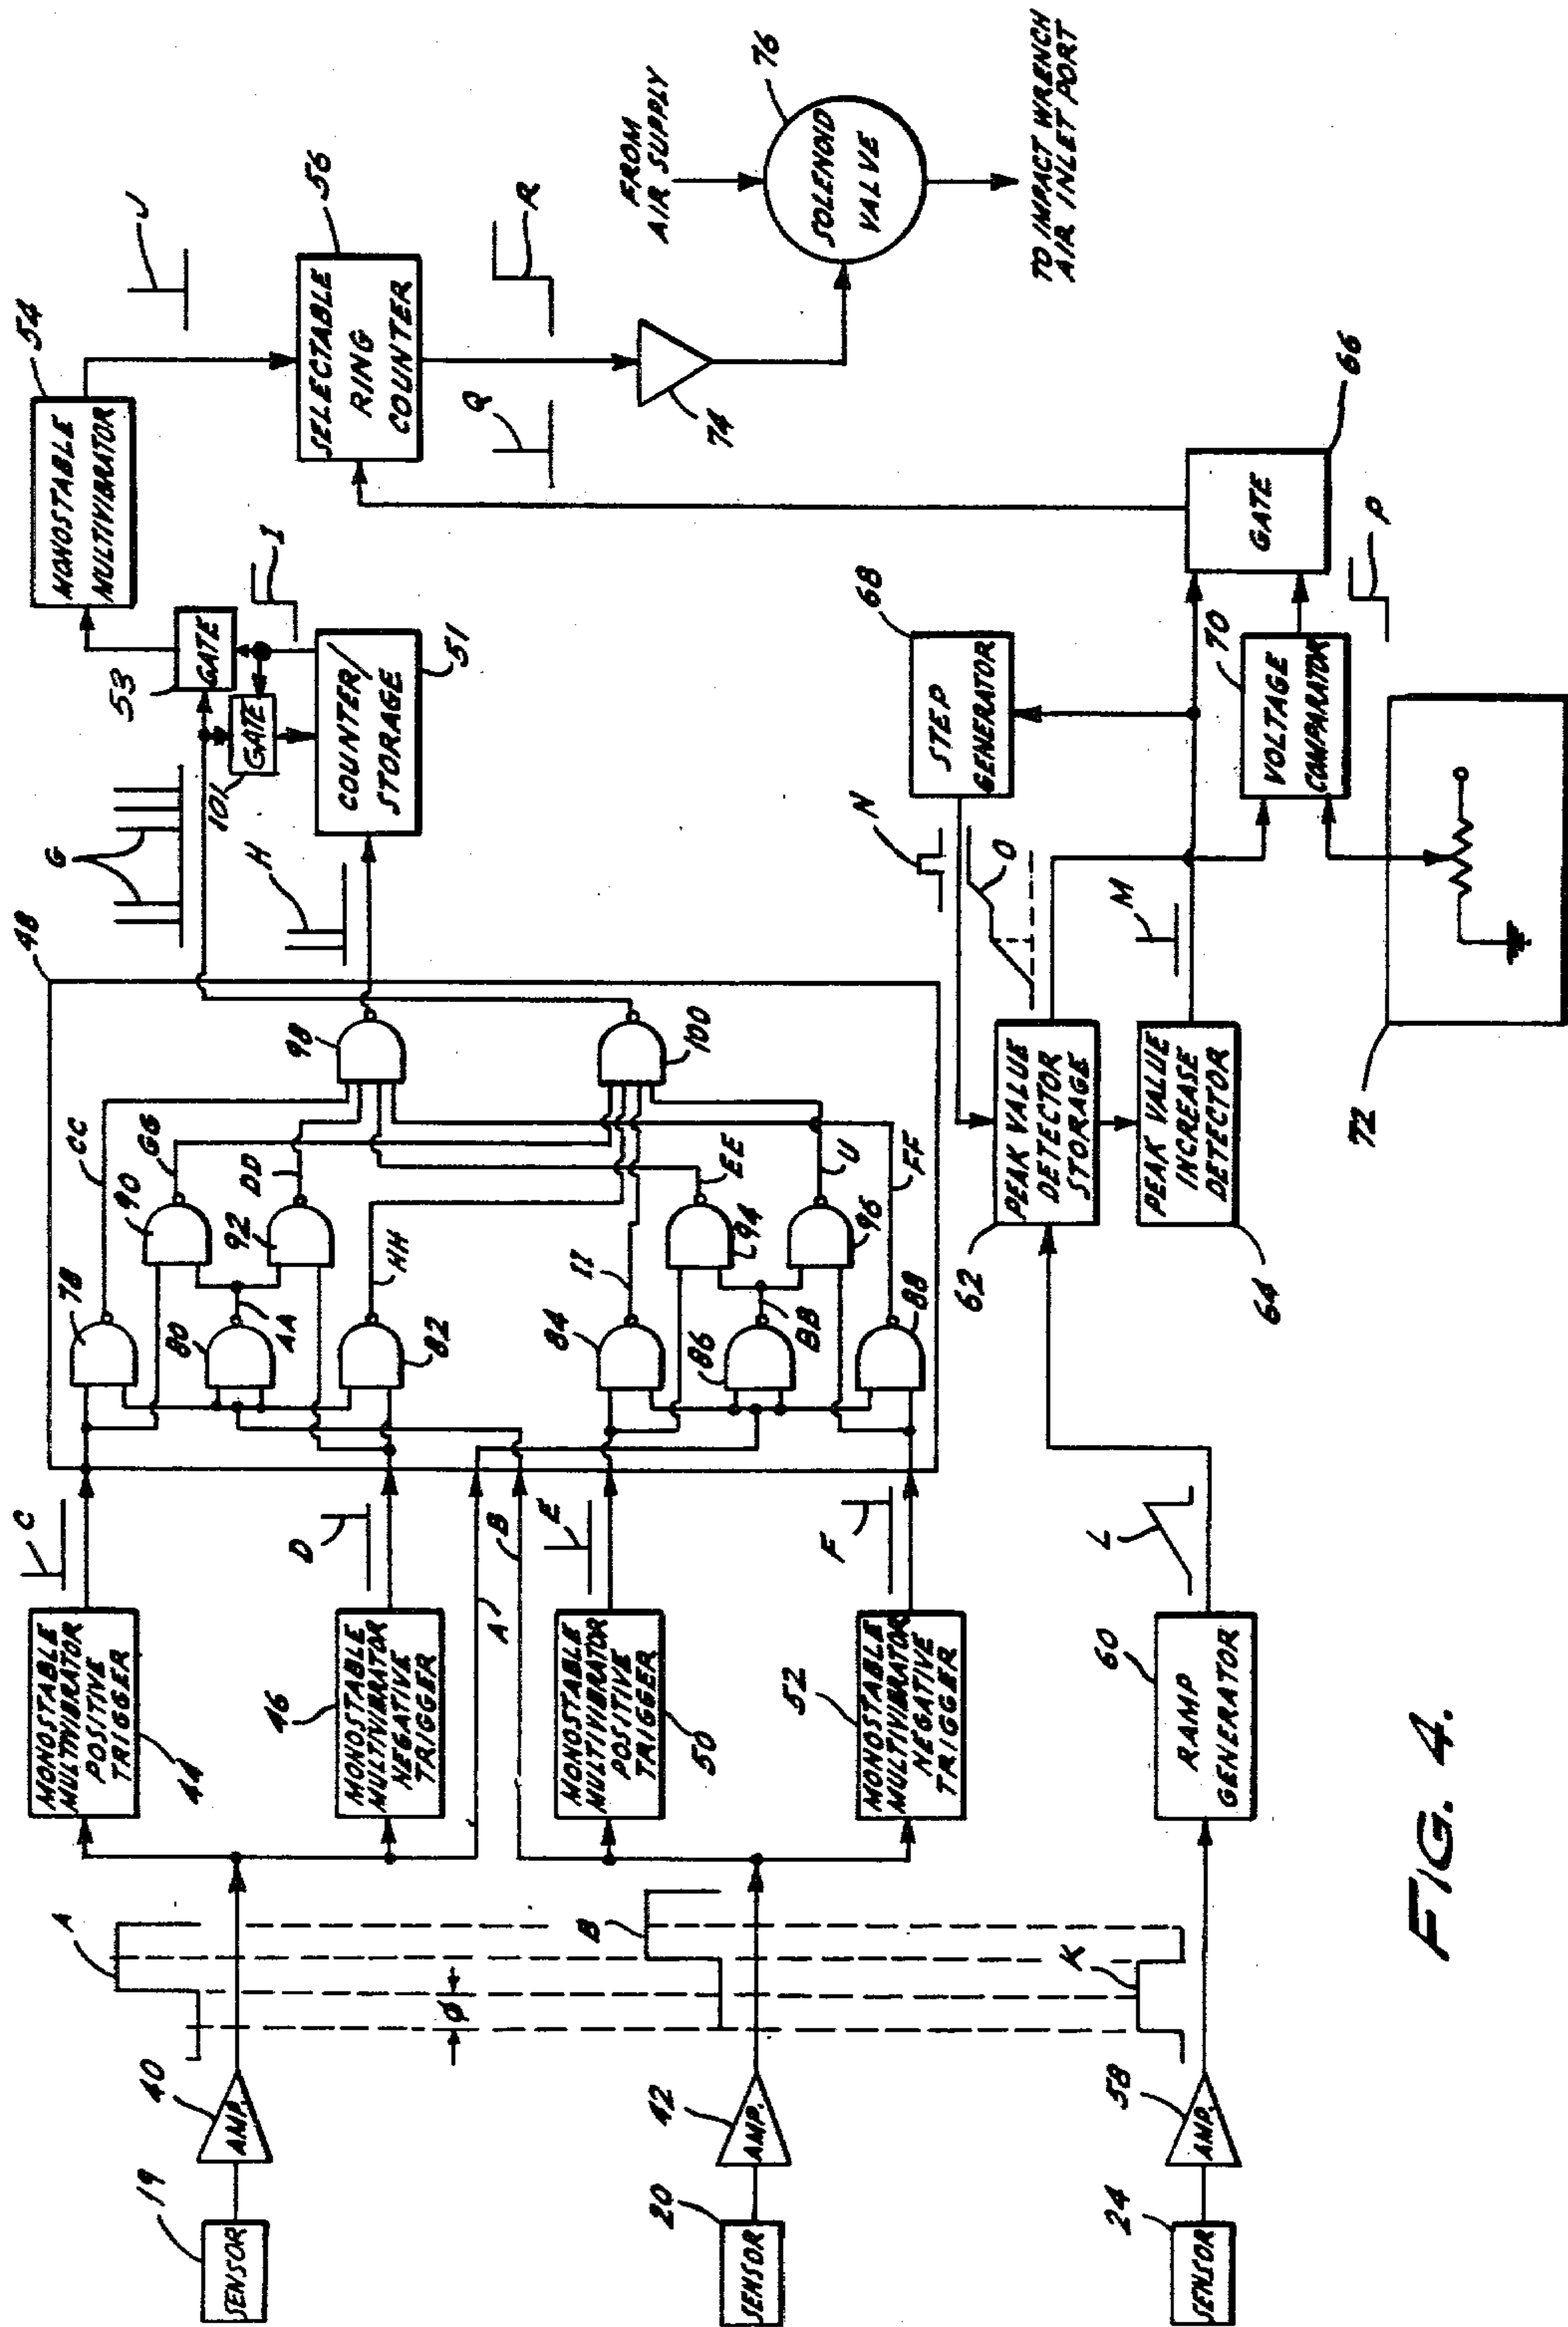 SENSOR
19
AMP.
40
A
SENSOR
20
AMP.
42
B
φ
SENSOR
24
AMP.
58
K
MONOSTABLE
MULTIVIBRATOR
POSITIVE
TRIGGER
44
C
MONOSTABLE
MULTIVIBRATOR
NEGATIVE
TRIGGER
46
D
A
B
MONOSTABLE
MULTIVIBRATOR
POSITIVE
TRIGGER
50
E
MONOSTABLE
MULTIVIBRATOR
NEGATIVE
TRIGGER
52
F
RAMP
GENERATOR
60
L
48
78
CC
90
GG
80
AA
92
DD
82
HH
98
84
II
86
BB
94
EE
96
U
88
FF
100
G
H
101
GATE
53
GATE
I
COUNTER/
STORAGE
51
MONOSTABLE
MULTIVIBRATOR
54
J
SELECTABLE
RING
COUNTER
56
Q
R
74
FROM
AIR SUPPLY
SOLENOID
VALVE
76
TO IMPACT WRENCH
AIR INLET PORT
PEAK VALUE
DETECTOR
STORAGE
62
PEAK VALUE
INCREASE
DETECTOR
64
N
O
M
STEP
GENERATOR
68
VOLTAGE
COMPARATOR
70
P
GATE
66
72
FIG. 4.